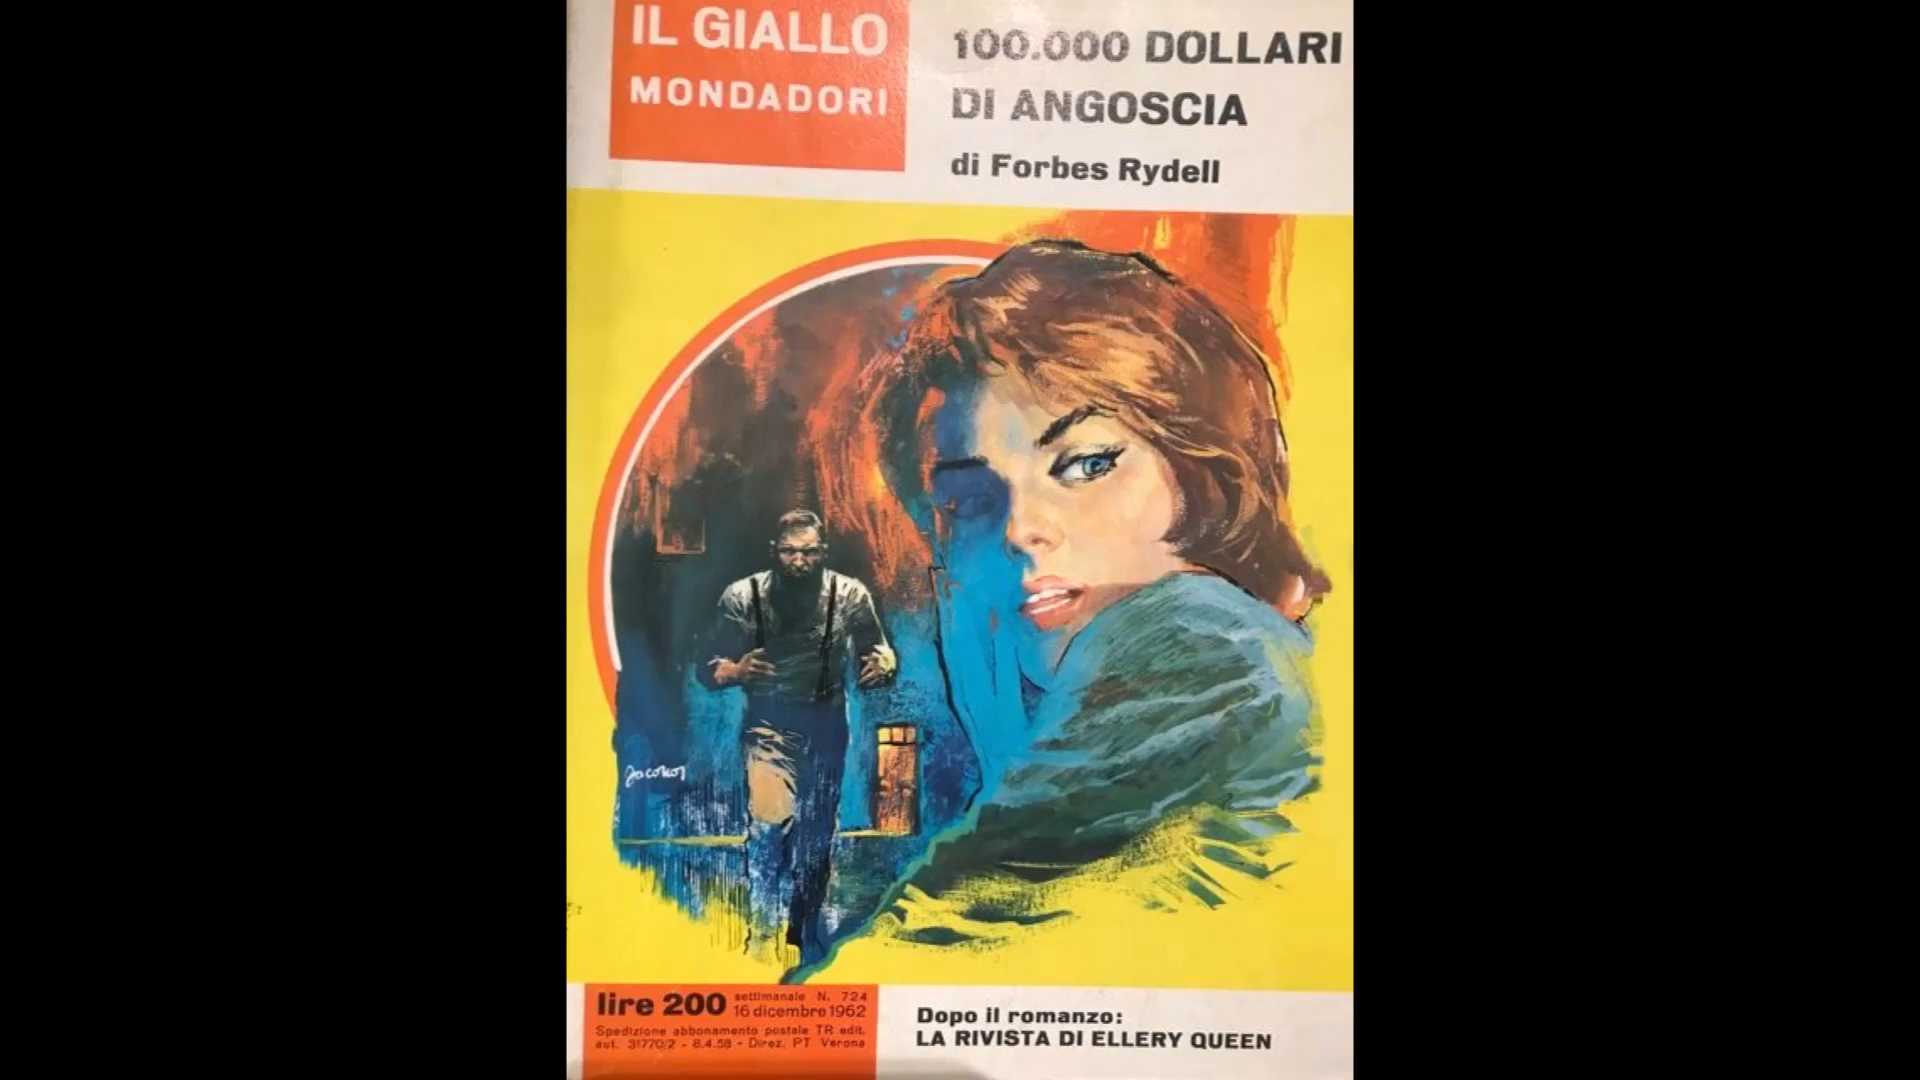 IL GIALLO
MONDADORI
100.000 DOLLARI
DI ANGOSCIA
di Forbes Rydell
Jacono
lire 200
settimanale N. 724
16 dicembre 1962
Spedizione abbonamento postale TR edit.
aut. 31770/2 - 8.4.58 - Direz. PT Verona
Dopo il romanzo:
LA RIVISTA DI ELLERY QUEEN